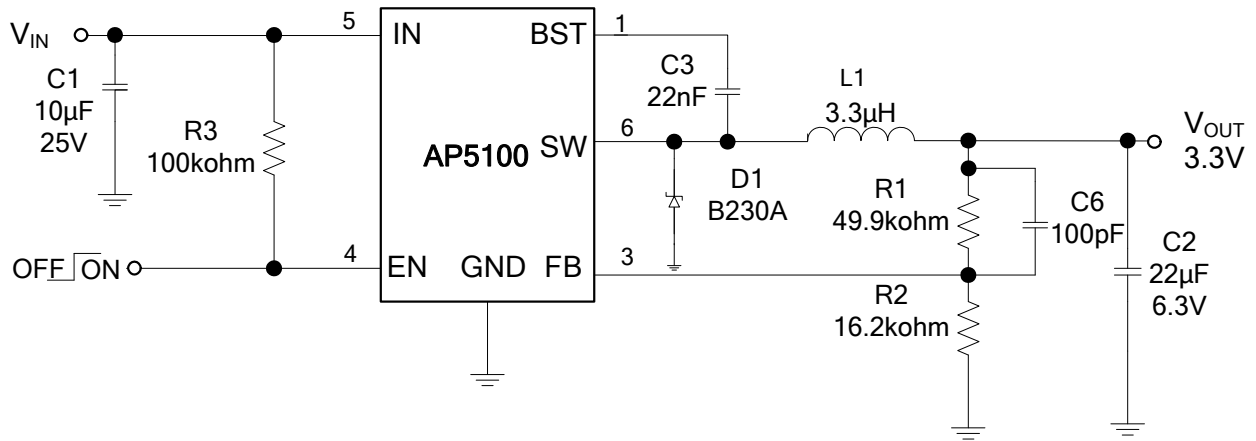 V_IN
5
IN
BST
1
C1
10µF
25V
R3
100kohm
C3
22nF
L1
3.3µH
AP5100
SW
6
V_OUT
3.3V
D1
B230A
R1
49.9kohm
C6
100pF
OFF ON
4
EN
GND
FB
3
C2
22µF
6.3V
R2
16.2kohm